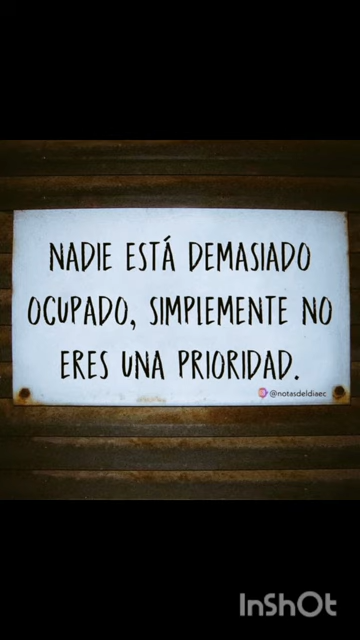 NADIE ESTÁ DEMASIADO
OCUPADO, SIMPLEMENTE NO
ERES UNA PRIORIDAD.
@notasdeldiaec
InShOt